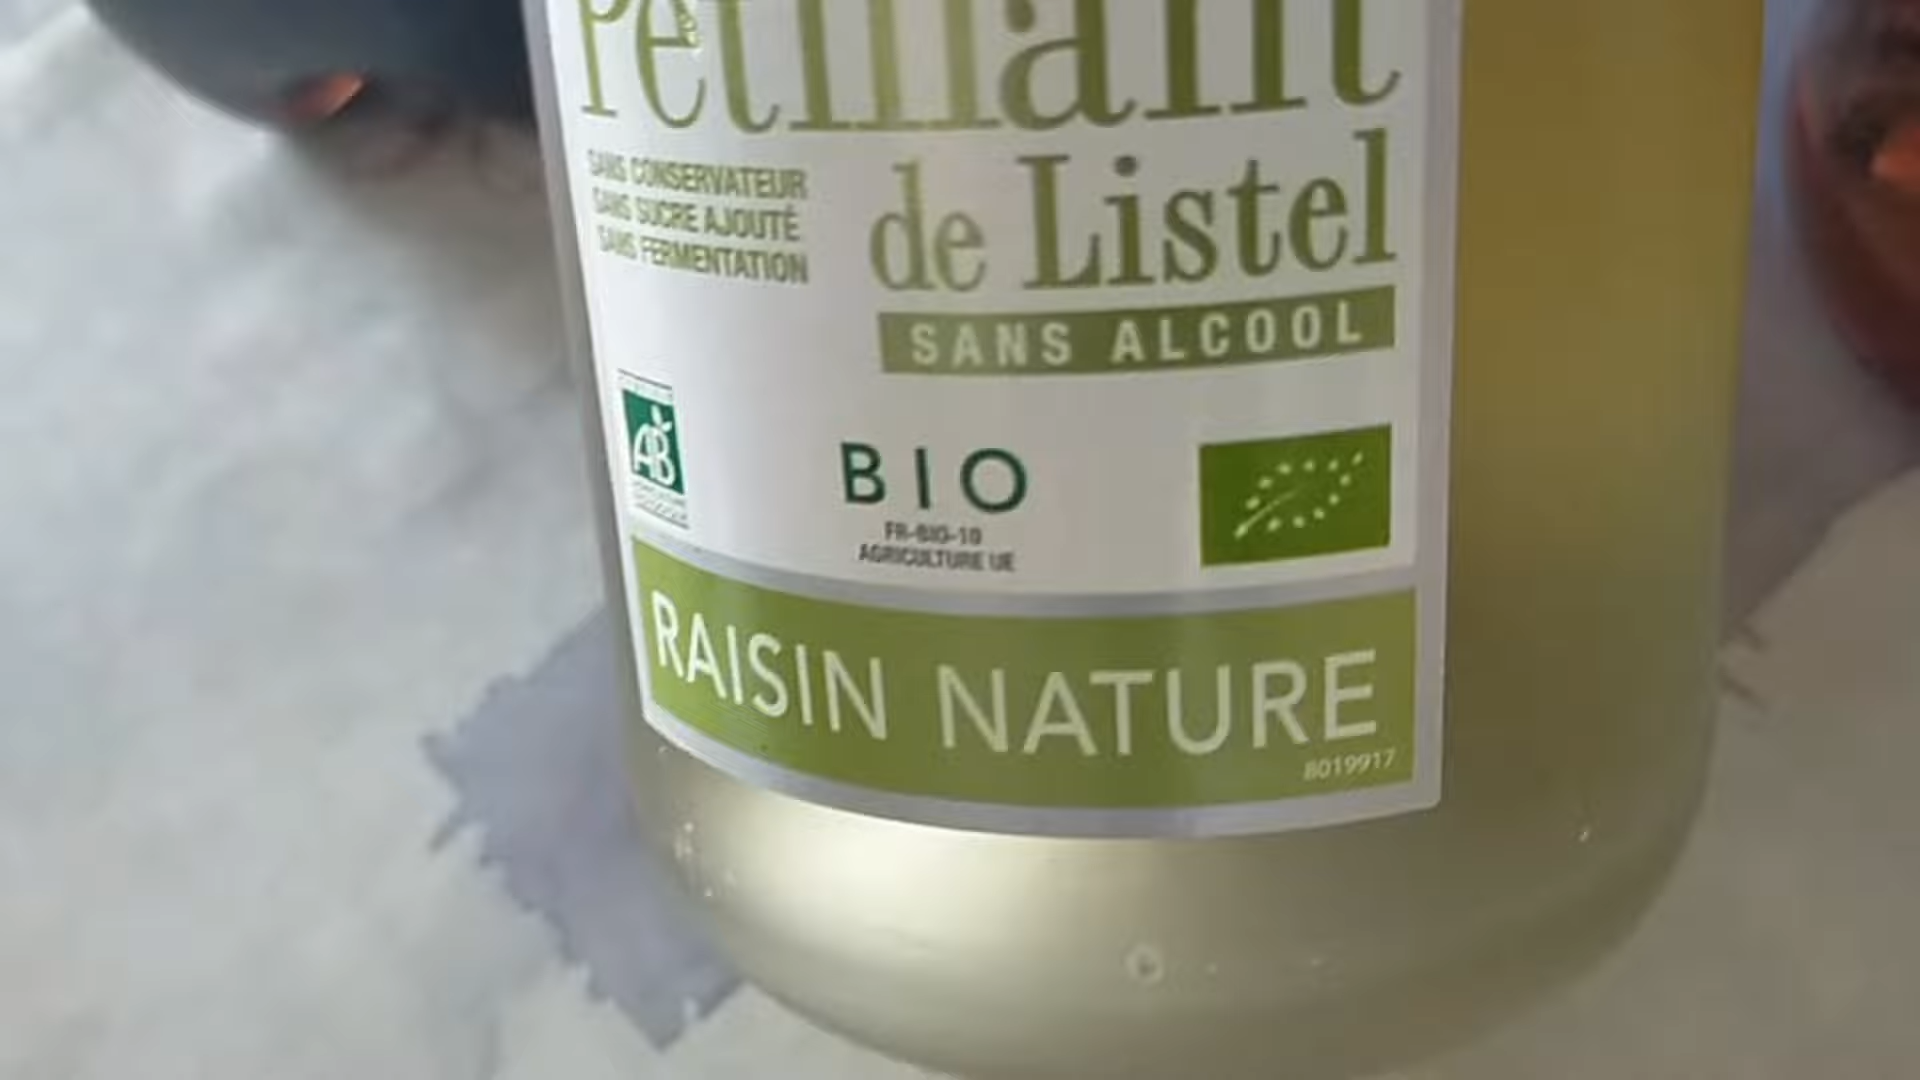 Pétillant
de Listel
SANS ALCOOL
SANS CONSERVATEUR
SANS SUCRE AJOUTÉ
SANS FERMENTATION
AB
BIO
FR-BIO-10
AGRICULTURE UE
RAISIN NATURE
8019917